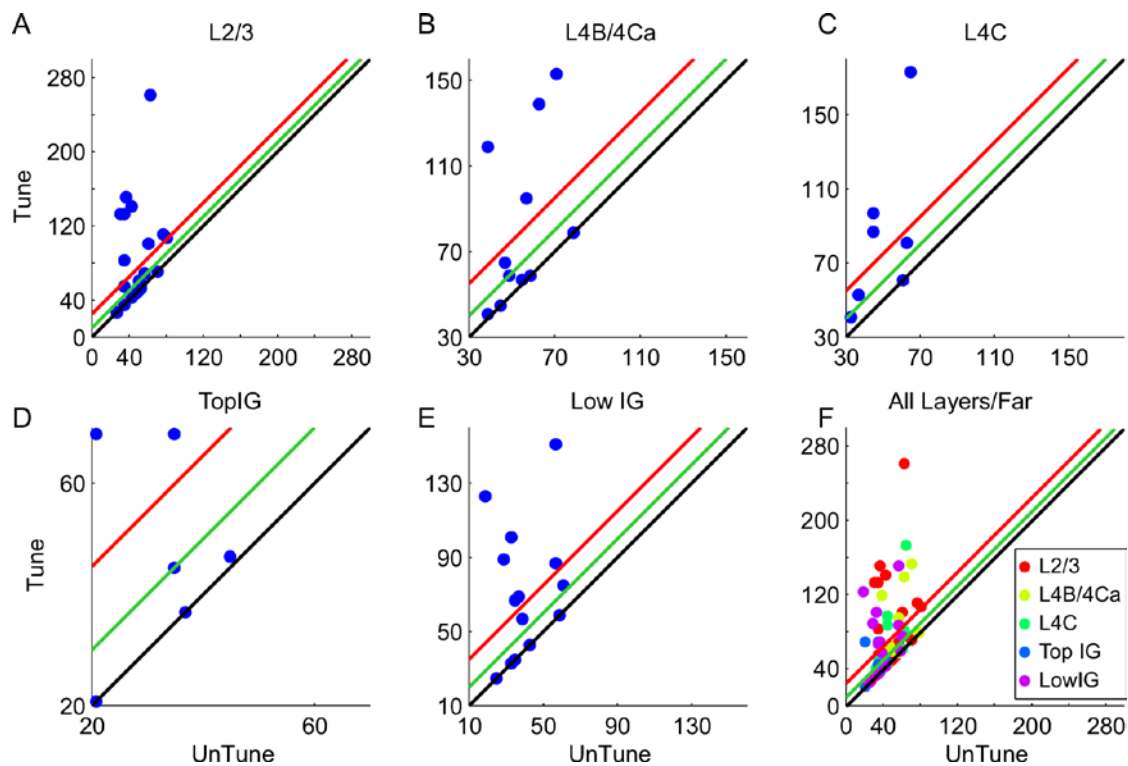 A
L2/3
B
L4B/4Ca
C
L4C
Tune
280
200
120
40
0
0 40 120 200 280
150
110
70
30
30 70 110 150
150
110
70
30
30 70 110 150
D
TopIG
E
Low IG
F
All Layers/Far
Tune
60
20
20 60
UnTune
130
90
50
10
10 50 90 130
UnTune
280
200
120
40
0
0 40 120 200 280
UnTune
L2/3
L4B/4Ca
L4C
Top IG
LowIG